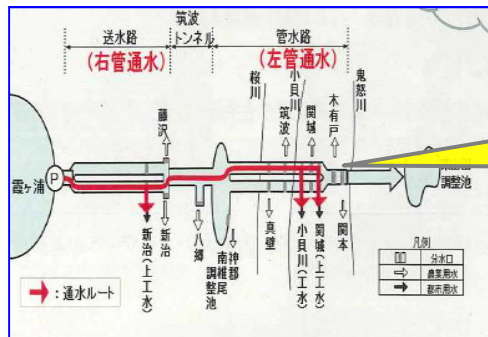 筑波
トンネル
送水路
管水路
(右管通水)
(左管通水)
桜川
小貝川
鬼怒川
藤沢
筑波
関城
木有戸
P
霞ヶ浦
調整池
新治(上工水)
新治
八郷
南椎尾
調整池
神郡
真壁
小貝川(工水)
関城(上工水)
関本
:通水ルート
凡例
分水口
農業用水
都市用水